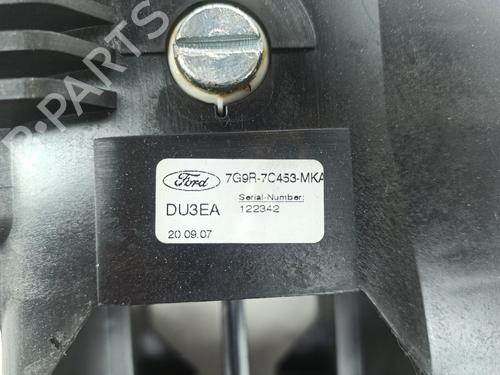 R-PARTS
Ford
7G9R-7C453-MKA
DU3EA
Serial-Number:
122342
20.09.07